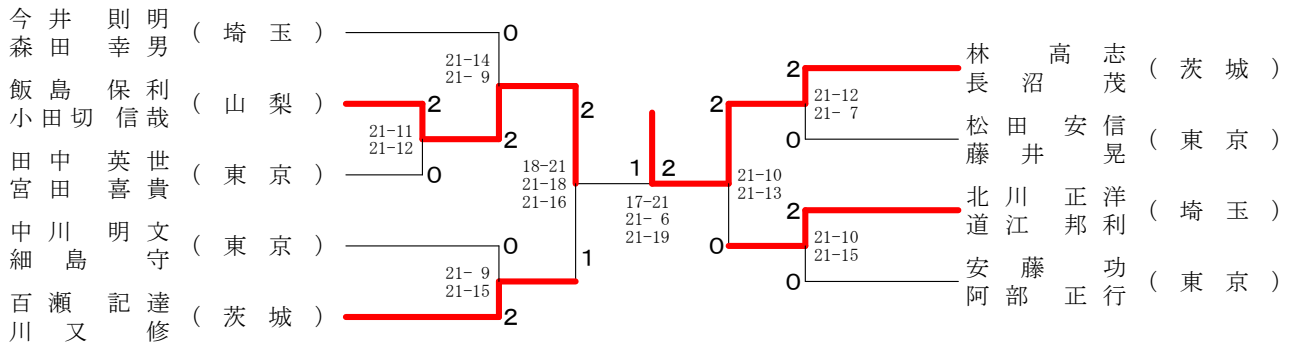 今井 則明
森田 幸男
(埼玉)
0
21-14
21- 9
飯島 保利
小田切 信哉
(山梨)
2
21-11
21-12
2
田中 英世
宮田 喜貴
(東京)
0
2
18-21
21-18
21-16
中川 明文
細島 守
(東京)
0
21- 9
21-15
1
百瀬 記達
川又 修
(茨城)
2
1
2
17-21
21- 6
21-19
林 高志
長沼 茂
(茨城)
2
21-12
21- 7
2
松田 安信
藤井 晃
(東京)
0
21-10
21-13
北川 正洋
道江 邦利
(埼玉)
2
21-10
21-15
0
安藤 功
阿部 正行
(東京)
0